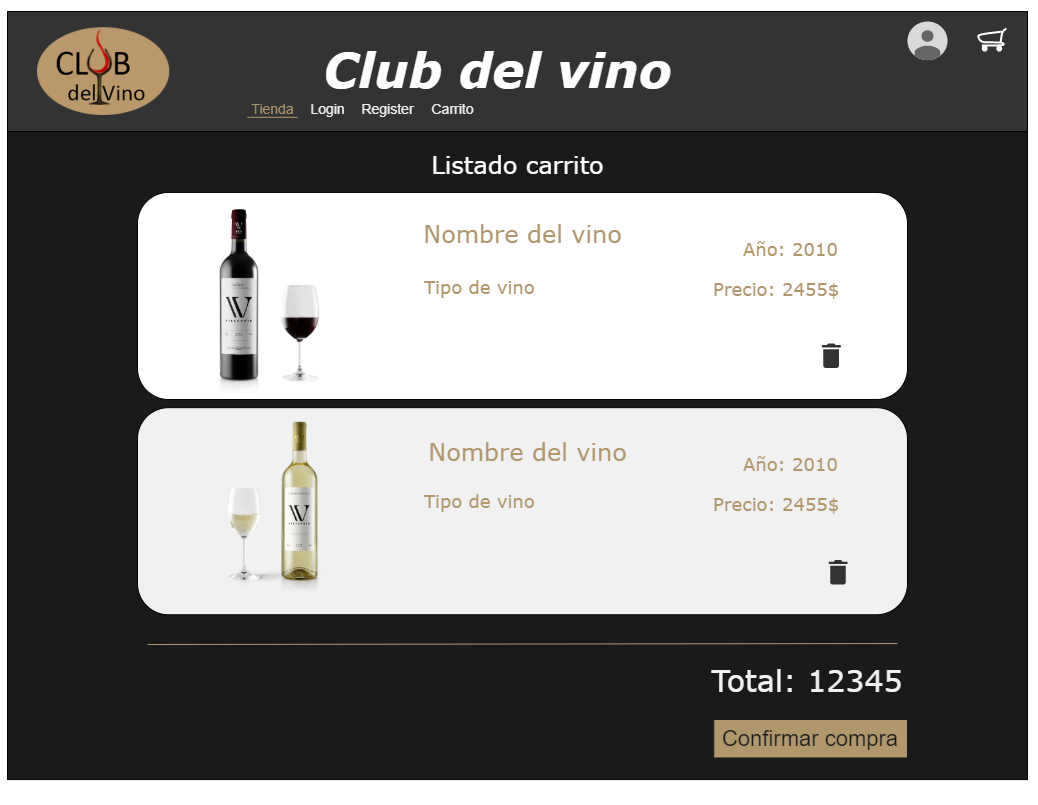 CLUB
del Vino
Club del vino
Tienda Login Register Carrito
Listado carrito
Nombre del vino
Año: 2010
Tipo de vino
Precio: 2455$
Nombre del vino
Año: 2010
Tipo de vino
Precio: 2455$
Total: 12345
Confirmar compra